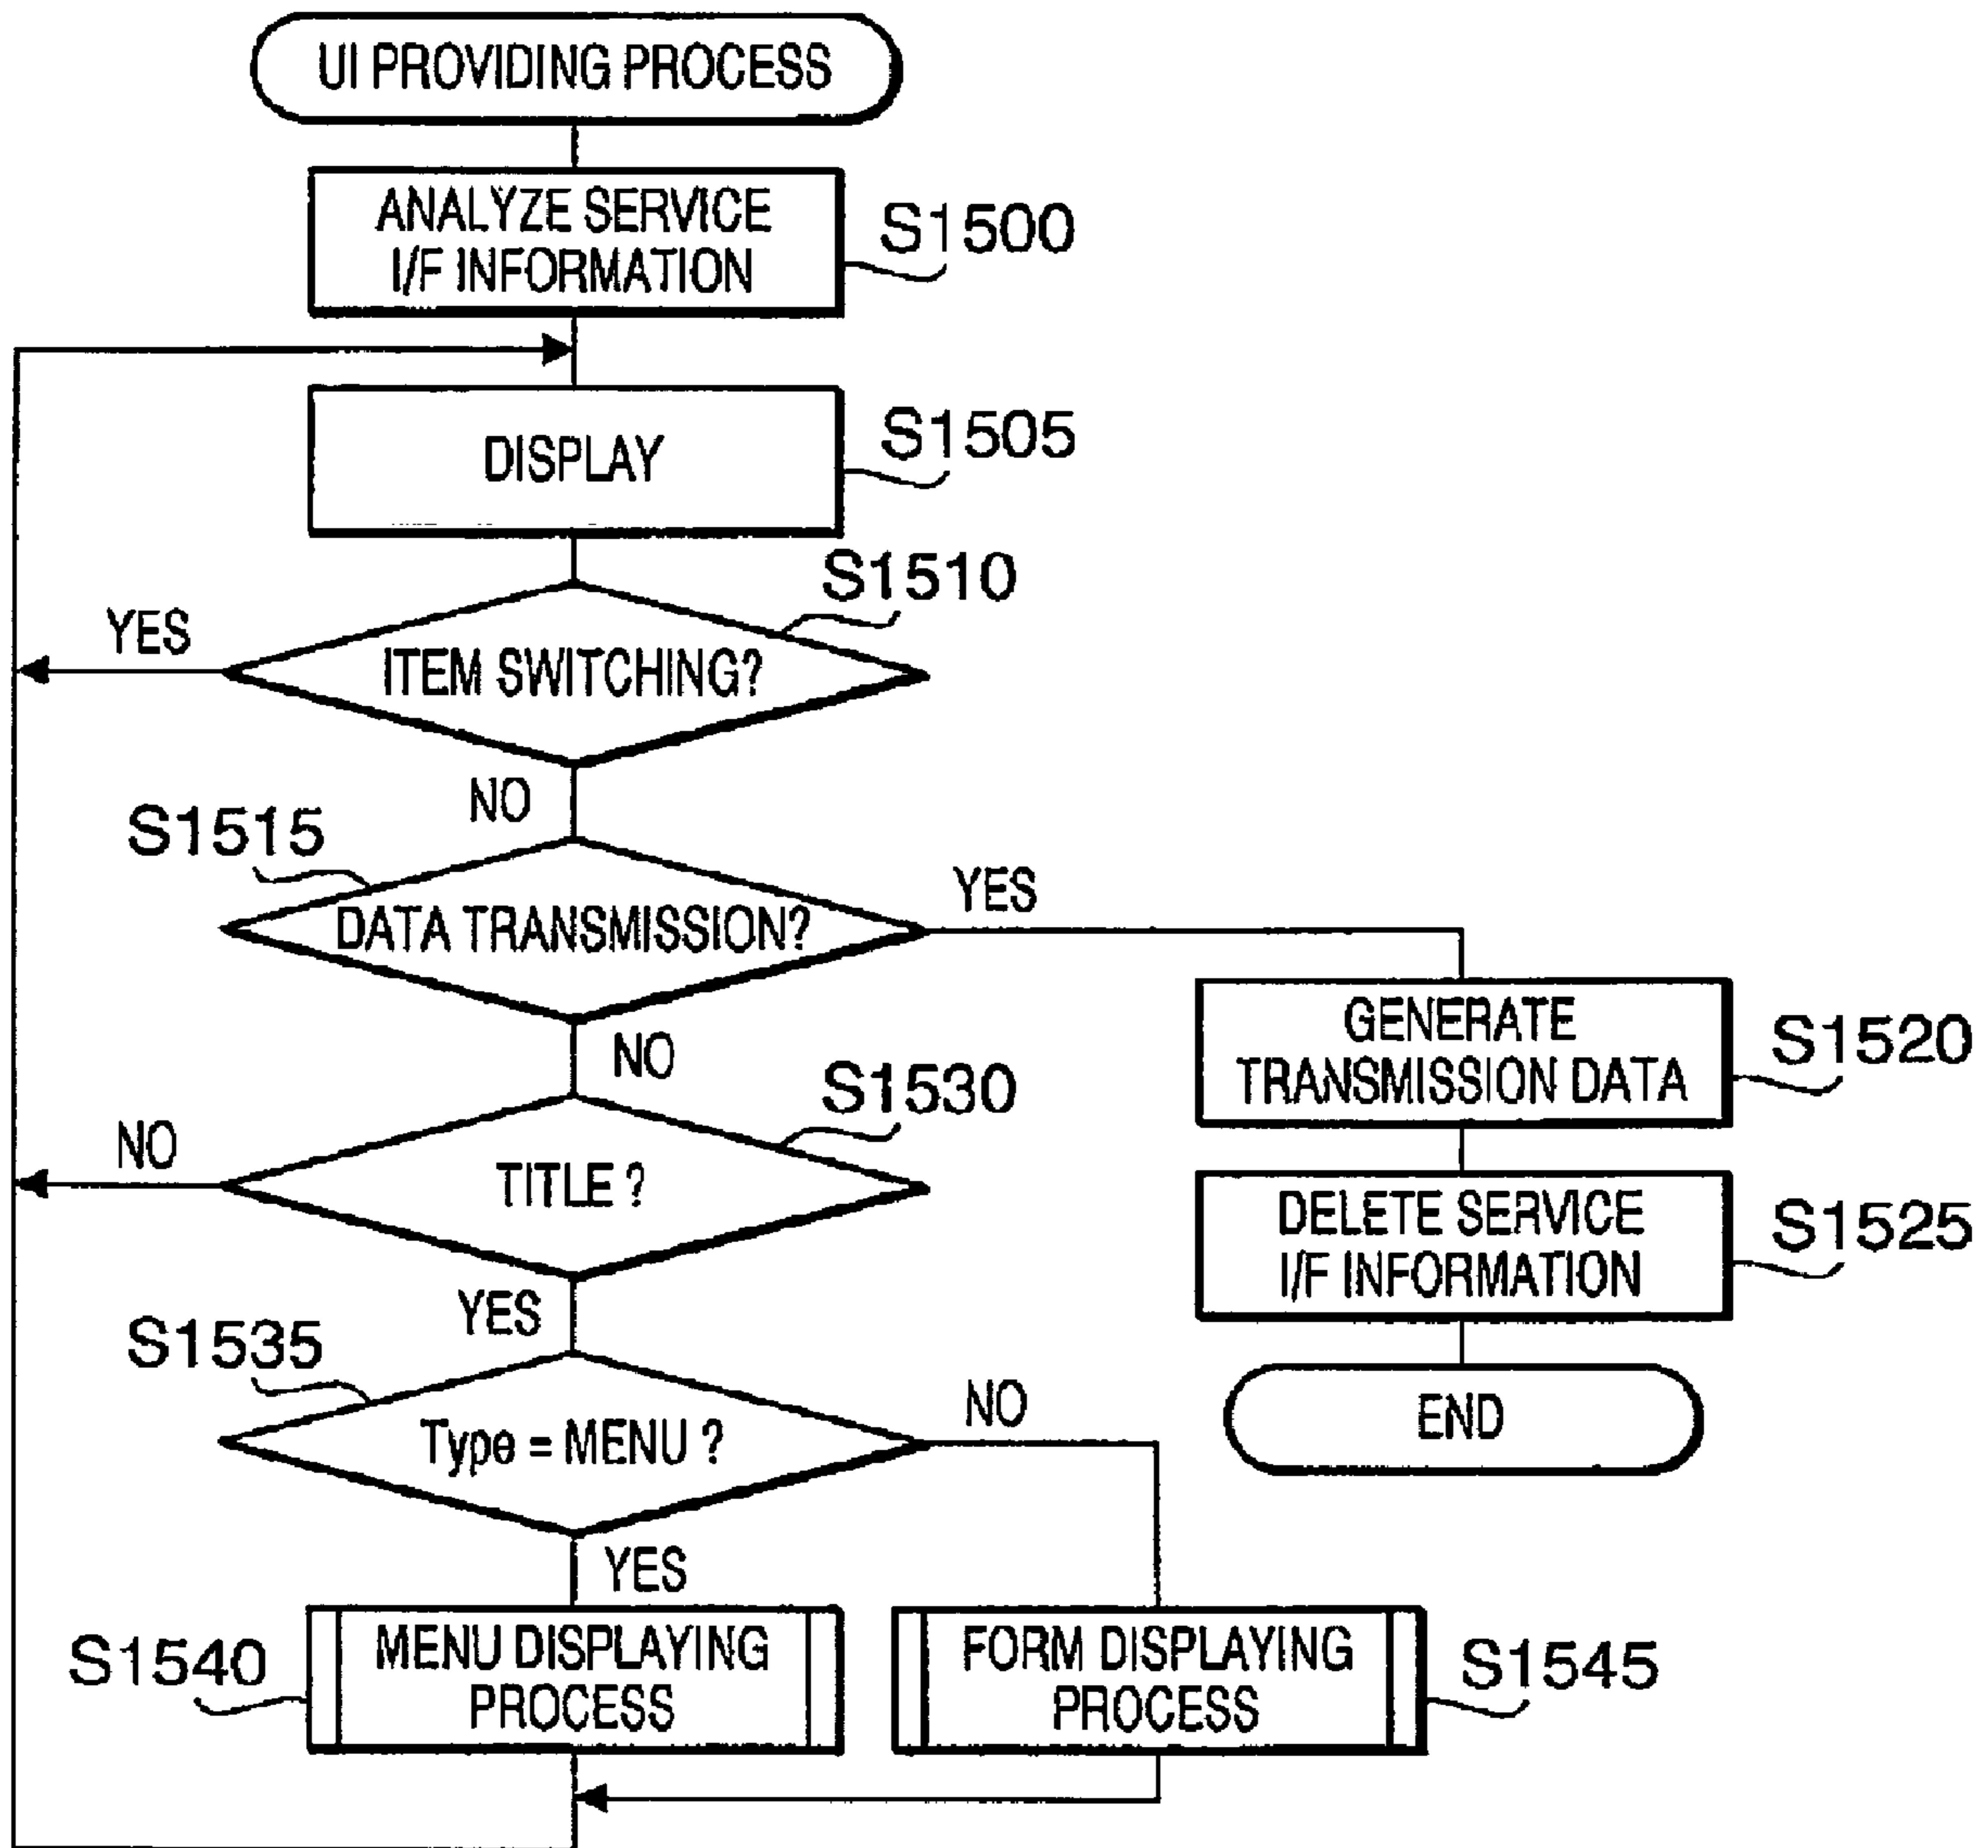 UI PROVIDING PROCESS
ANALYZE SERVICE
I/F INFORMATION
S1500
DISPLAY
S1505
S1510
YES
ITEM SWITCHING?
NO
S1515
DATA TRANSMISSION?
YES
GENERATE
TRANSMISSION DATA
S1520
DELETE SERVICE
I/F INFORMATION
S1525
END
NO
S1530
NO
TITLE ?
YES
S1535
Type = MENU ?
NO
YES
S1540
MENU DISPLAYING
PROCESS
FORM DISPLAYING
PROCESS
S1545